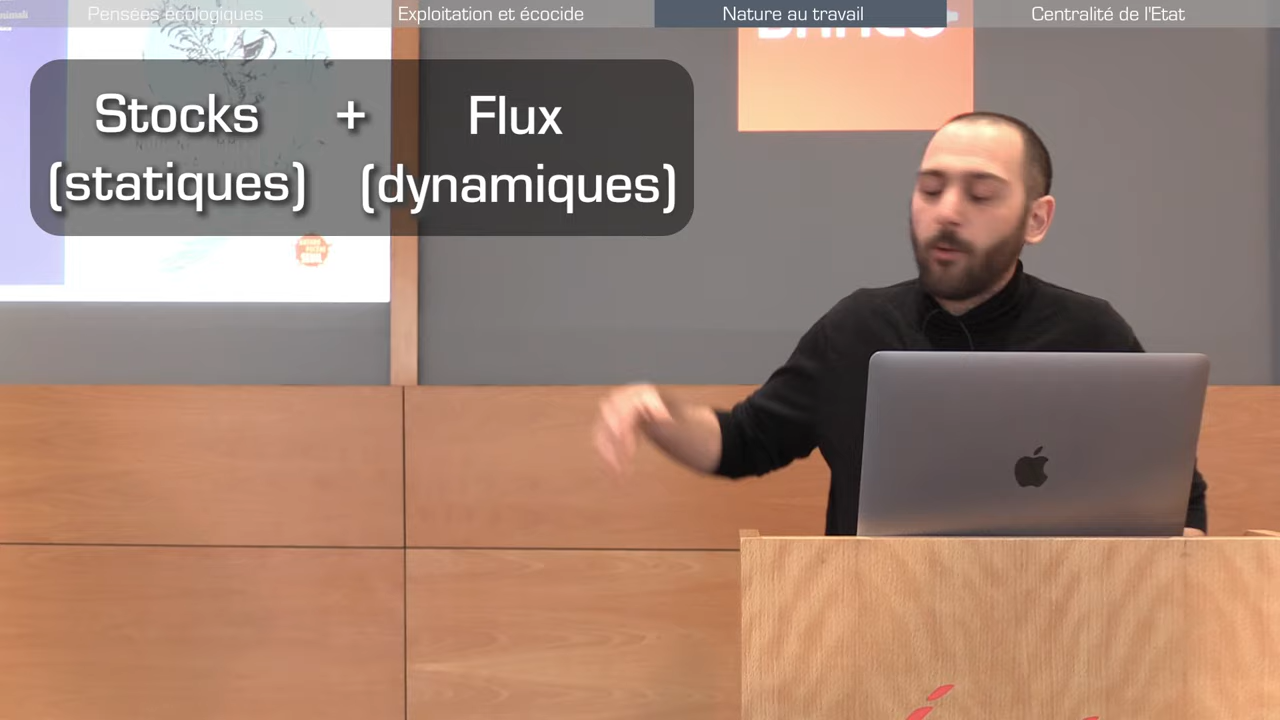 Pensées écologiques
Exploitation et écocide
Nature au travail
Centralité de l'Etat
Stocks + Flux
(statiques) (dynamiques)